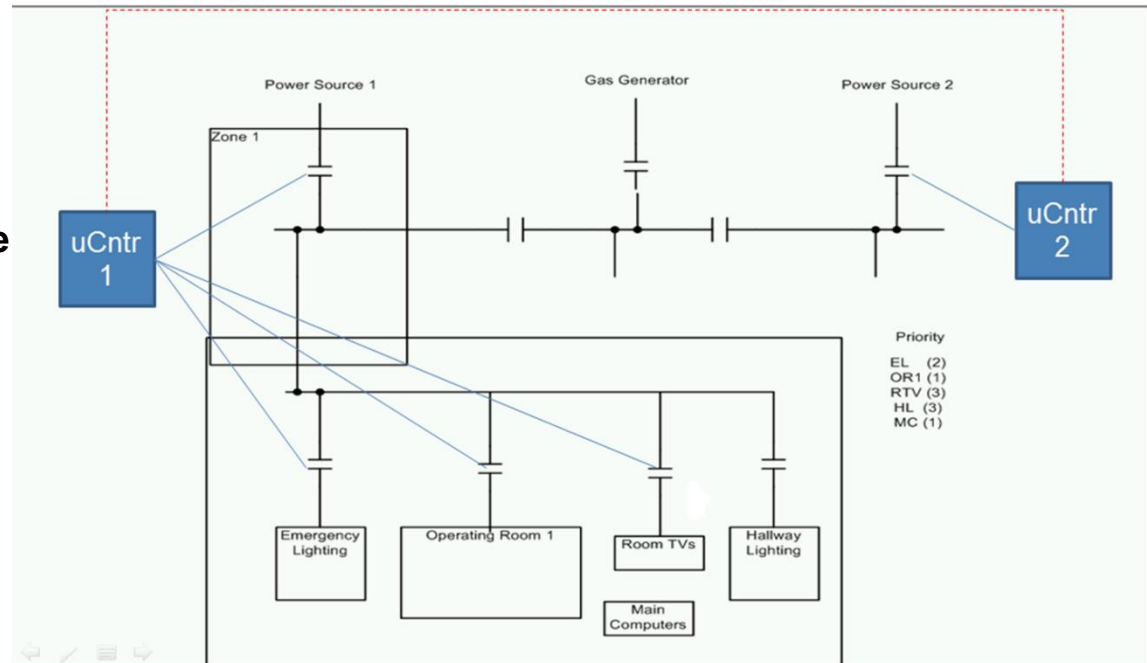 Power Source 1
Gas Generator
Power Source 2
Zone 1
uCntr
1
e
uCntr
2
Priority
EL (2)
OR1 (1)
RTV (3)
HL (3)
MC (1)
Emergency
Lighting
Operating Room 1
Room TVs
Hallway
Lighting
Main
Computers